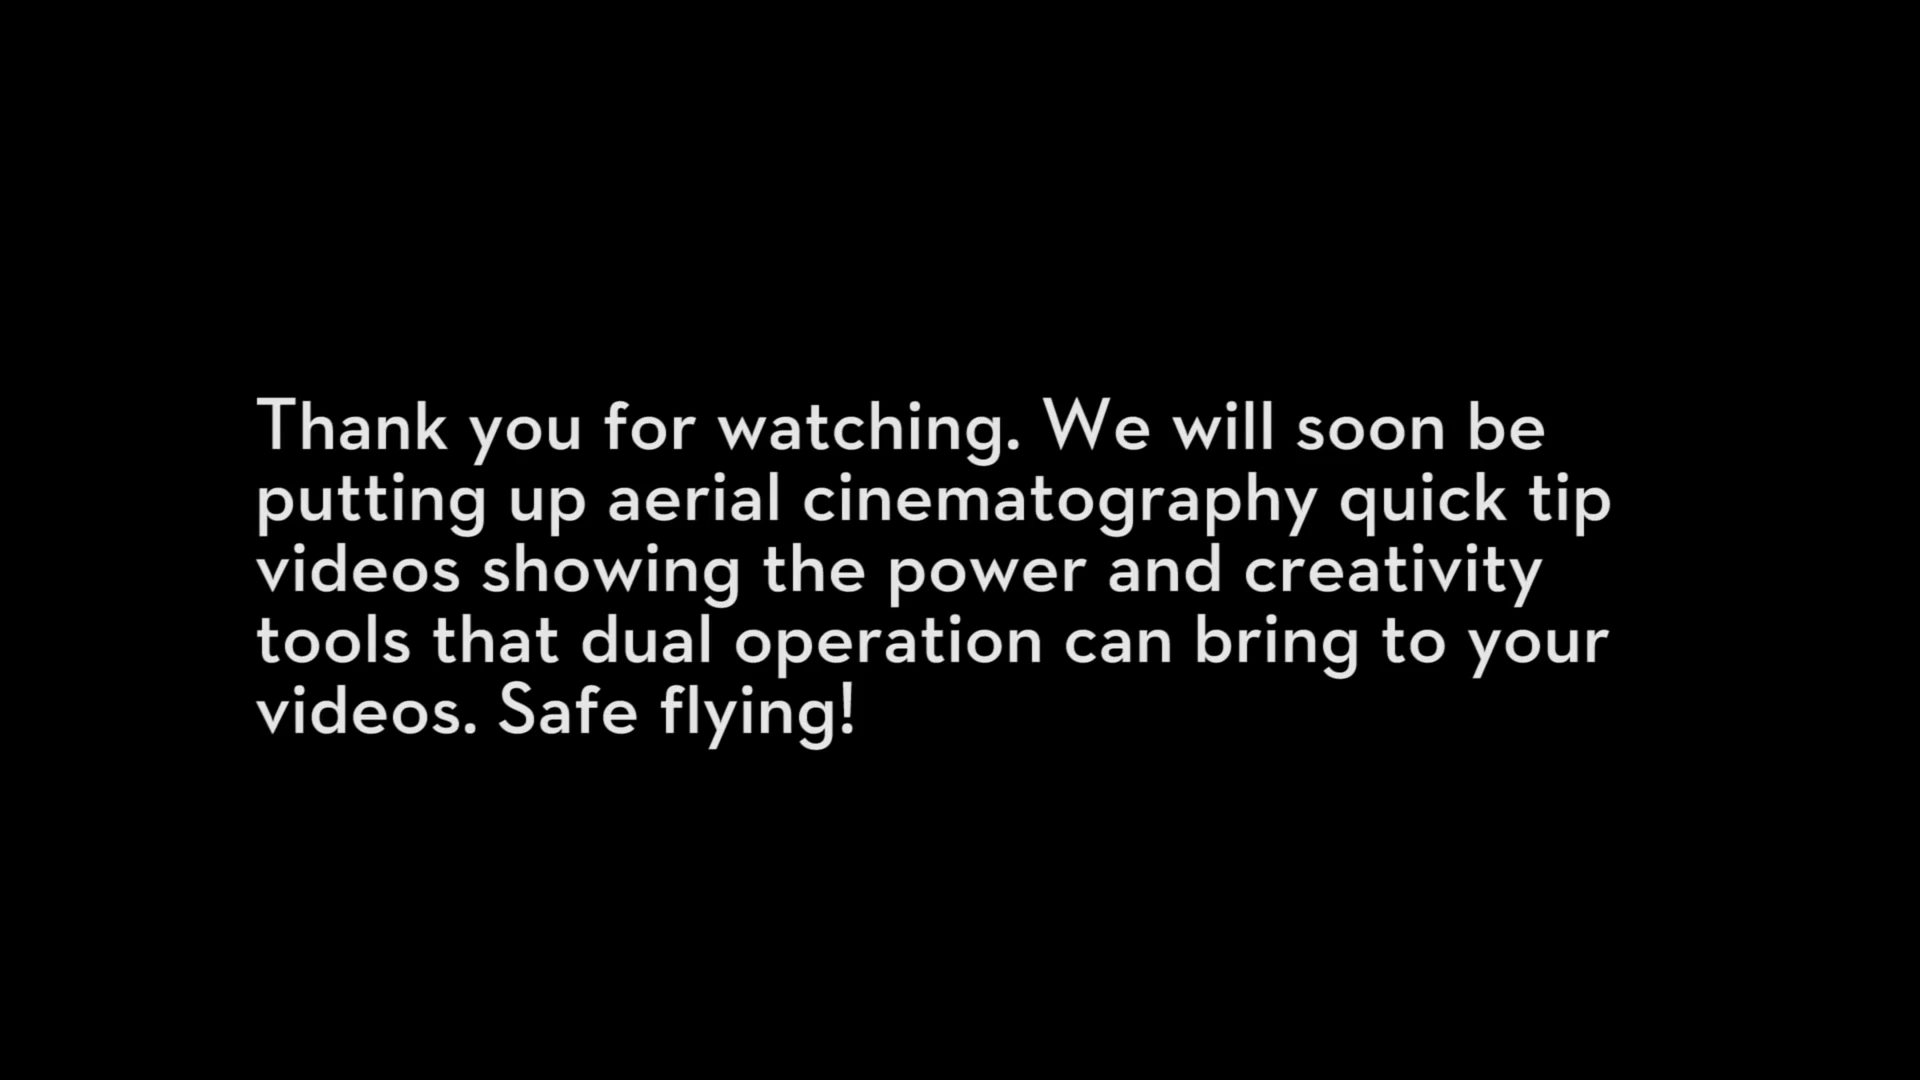 Thank you for watching. We will soon be
putting up aerial cinematography quick tip
videos showing the power and creativity
tools that dual operation can bring to your
videos. Safe flying!